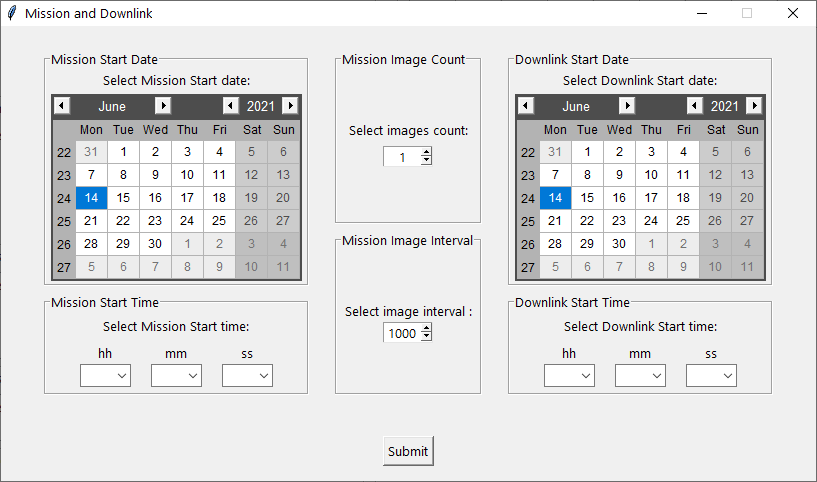 Mission and Downlink
Mission Start Date
Select Mission Start date:
June 2021
Mon Tue Wed Thu Fri Sat Sun
22 31 1 2 3 4 5 6
23 7 8 9 10 11 12 13
24 14 15 16 17 18 19 20
25 21 22 23 24 25 26 27
26 28 29 30 1 2 3 4
27 5 6 7 8 9 10 11
Mission Start Time
Select Mission Start time:
hh mm ss
Mission Image Count
Select images count:
1
Mission Image Interval
Select image interval :
1000
Downlink Start Date
Select Downlink Start date:
June 2021
Mon Tue Wed Thu Fri Sat Sun
22 31 1 2 3 4 5 6
23 7 8 9 10 11 12 13
24 14 15 16 17 18 19 20
25 21 22 23 24 25 26 27
26 28 29 30 1 2 3 4
27 5 6 7 8 9 10 11
Downlink Start Time
Select Downlink Start time:
hh mm ss
Submit